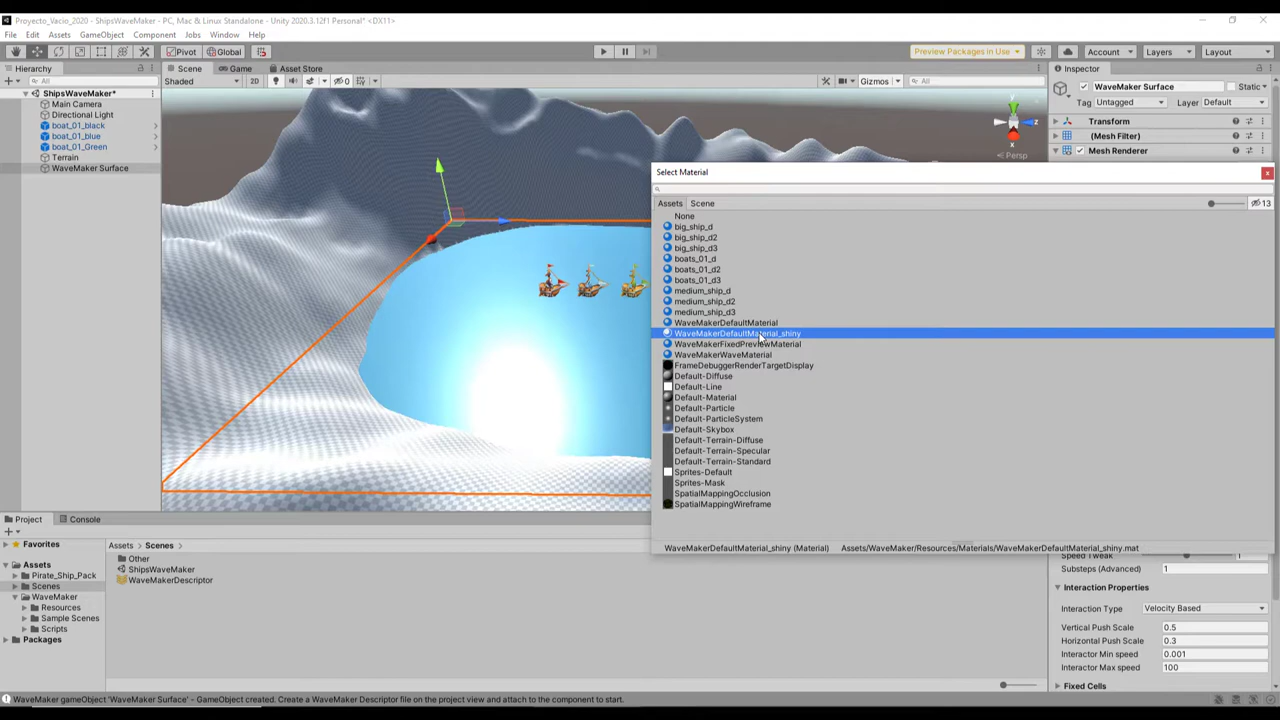 Proyecto_Vacio_2020 - ShipsWaveMaker - PC, Mac & Linux Standalone - Unity 2020.3.12f1 Personal* <DX11>
File Edit Assets GameObject Component Jobs Window Help
Pivot Global Preview Packages in Use Account Layers Layout
Hierarchy Scene Game Asset Store Inspector
All Shaded 2D 0 Gizmos All
WaveMaker Surface Static
Tag Untagged Layer Default
Transform
(Mesh Filter)
Mesh Renderer
ShipsWaveMaker*
Main Camera
Directional Light
boat_01_black
boat_01_blue
boat_01_Green
Terrain
WaveMaker Surface
y
z
Persp
Select Material
Assets Scene 13
None
big_ship_d
big_ship_d2
big_ship_d3
boats_01_d
boats_01_d2
boats_01_d3
medium_ship_d
medium_ship_d2
medium_ship_d3
WaveMakerDefaultMaterial
WaveMakerDefaultMaterial_shiny
WaveMakerFixedPreviewMaterial
WaveMakerWaveMaterial
FrameDebuggerRenderTargetDisplay
Default-Diffuse
Default-Line
Default-Material
Default-Particle
Default-ParticleSystem
Default-Skybox
Default-Terrain-Diffuse
Default-Terrain-Specular
Default-Terrain-Standard
Sprites-Default
Sprites-Mask
SpatialMappingOcclusion
SpatialMappingWireframe
WaveMakerDefaultMaterial_shiny (Material) Assets/WaveMaker/Resources/Materials/WaveMakerDefaultMaterial_shiny.mat
Project Console
Favorites
Assets
Pirate_Ship_Pack
Scenes
WaveMaker
Resources
Sample Scenes
Scripts
Packages
Assets > Scenes >
Other
ShipsWaveMaker
WaveMakerDescriptor
Speed Tweak 1
Substeps (Advanced) 1
Interaction Properties
Interaction Type Velocity Based
Vertical Push Scale 0.5
Horizontal Push Scale 0.3
Interactor Min speed 0.001
Interactor Max speed 100
Fixed Cells
WaveMaker gameObject 'WaveMaker Surface' - GameObject created. Create a WaveMaker Descriptor file on the project view and attach to the component to start.